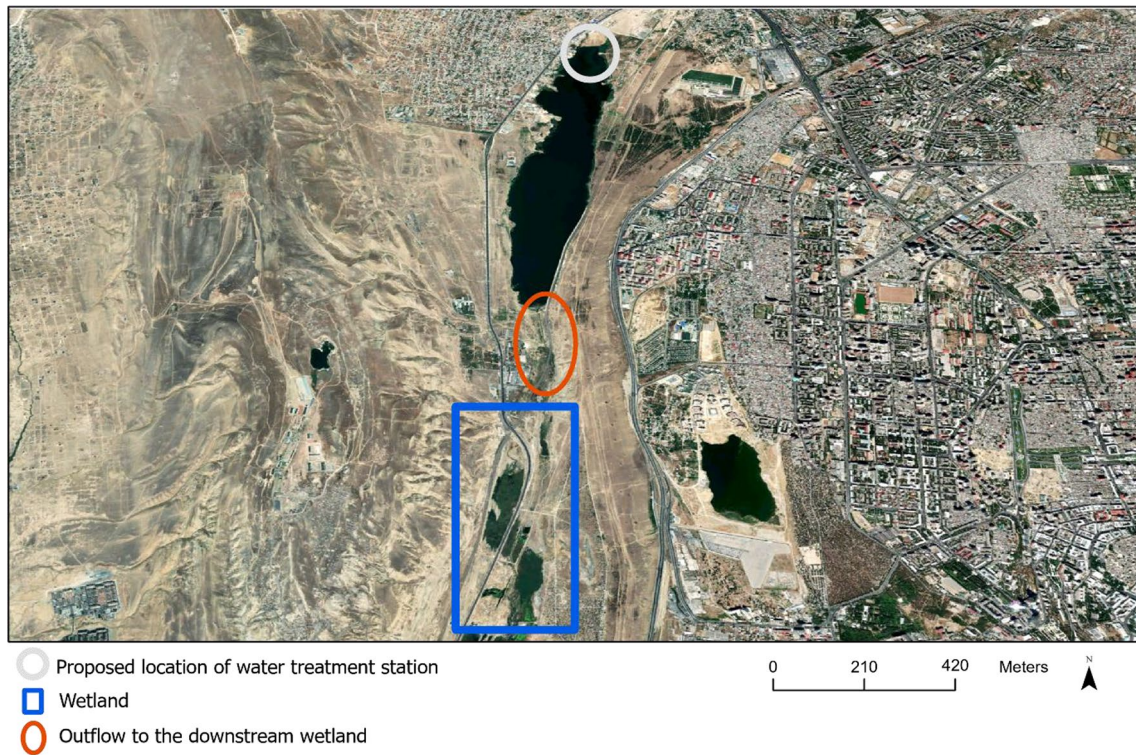 Proposed location of water treatment station
Wetland
Outflow to the downstream wetland
0 210 420 Meters
N